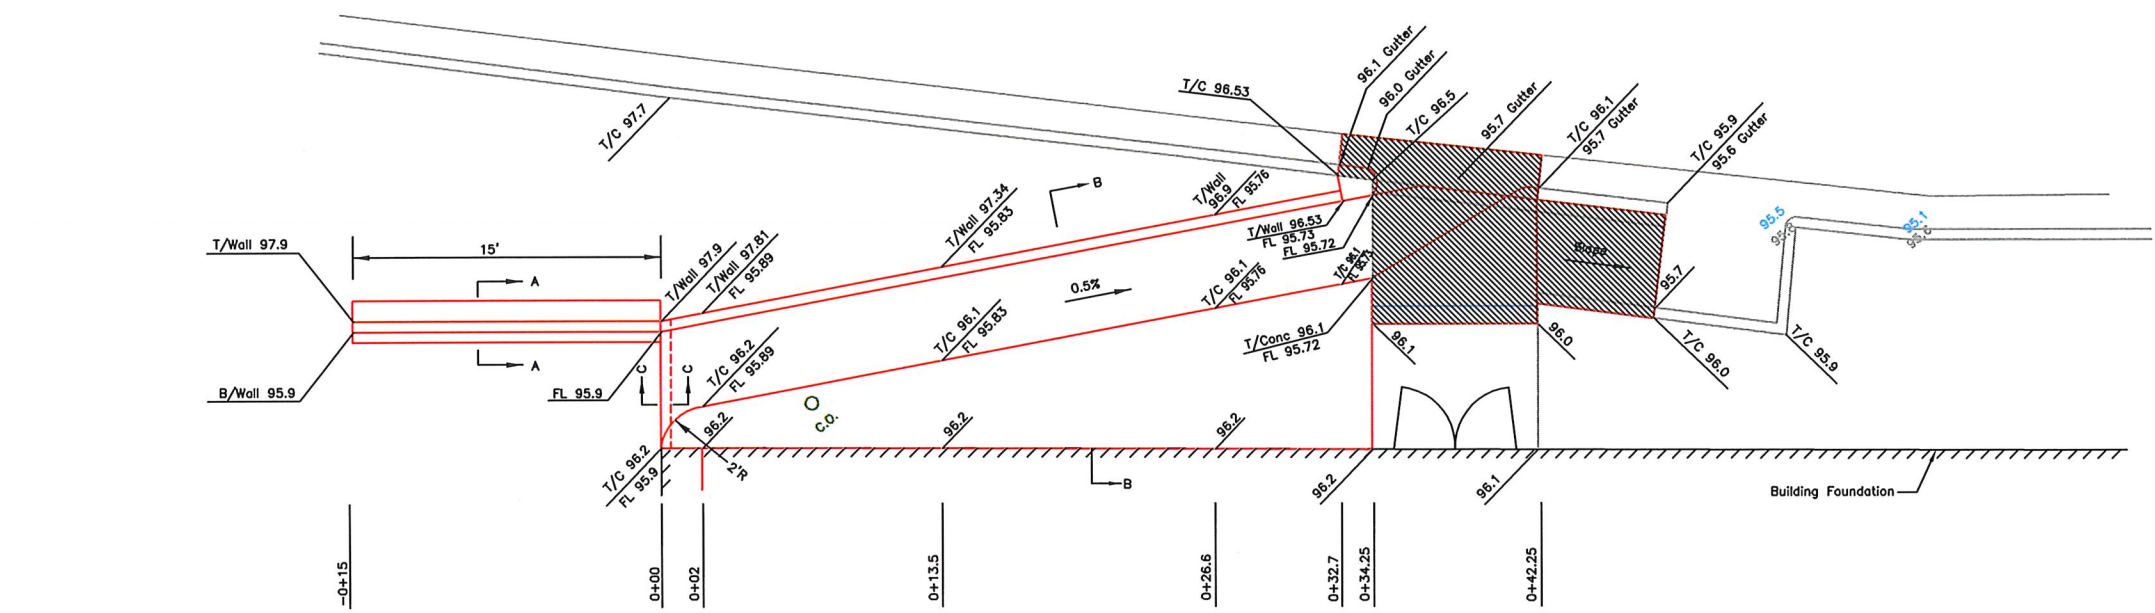 96.1 Gutter
96.0 Gutter
T/C 96.53
T/C 96.5
95.7 Gutter
T/C 96.1
95.7 Gutter
T/C 95.9
95.6 Gutter
T/C 97.7
B
T/Wall
96.9
FL 95.76
T/Wall 97.34
FL 95.83
T/Wall 97.9
15'
T/Wall 97.9
T/Wall 97.81
FL 95.89
T/Wall 96.53
FL 95.73
FL 95.72
95.5
95.1
Slope
A
0.5%
T/C 96.1
FL 95.76
T/C 96.1
FL 95.73
95.7
T/C 96.1
FL 95.83
T/Conc 96.1
FL 95.72
96.1
96.0
T/C 96.0
T/C 95.9
A
C
C
T/C 96.2
FL 95.89
B/Wall 95.9
FL 95.9
C.O.
96.2
96.2
96.2
T/C 96.2
FL 95.9
2'R
B
96.2
96.1
Building Foundation
-0+15
0+00
0+02
0+13.5
0+26.6
0+32.7
0+34.25
0+42.25